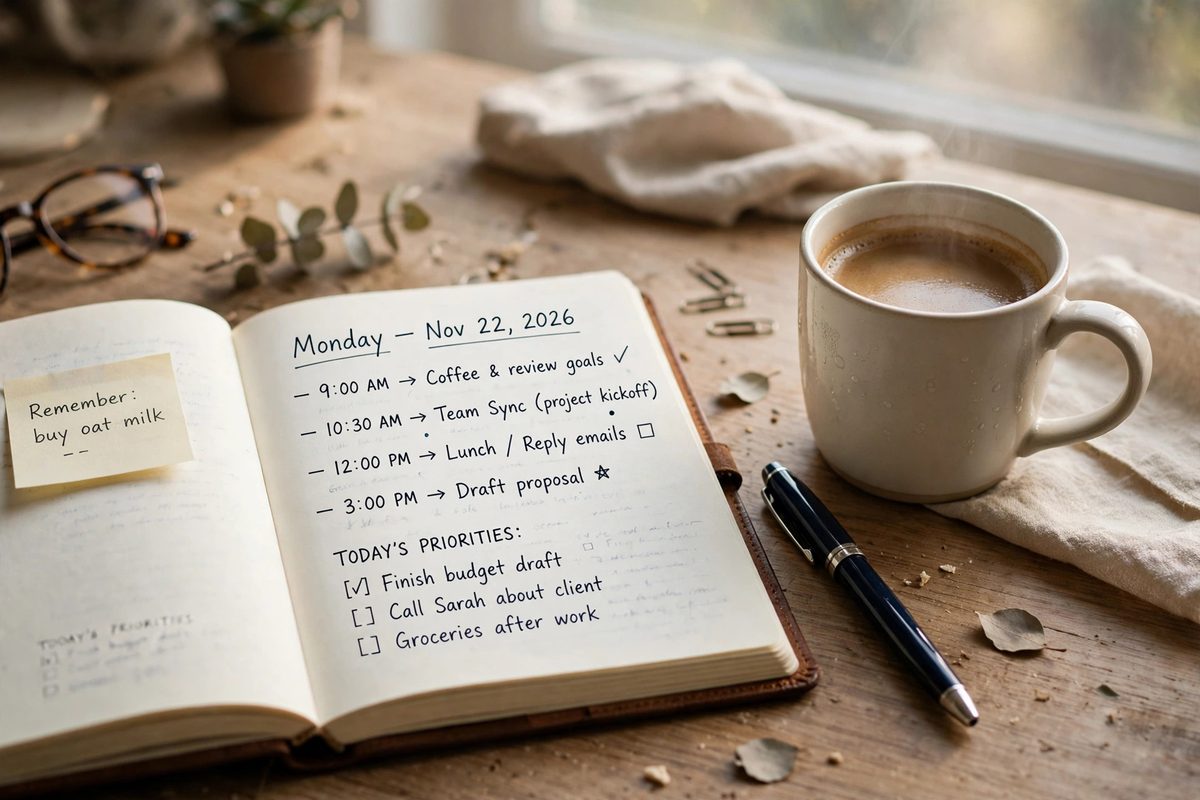 Remember:
buy oat milk
Monday – Nov 22, 2026
– 9:00 AM → Coffee & review goals ✓
– 10:30 AM → Team Sync (project kickoff)
– 12:00 PM → Lunch / Reply emails ☐
– 3:00 PM → Draft proposal ☆
TODAY'S PRIORITIES:
[✓] Finish budget draft
[ ] Call Sarah about client
[ ] Groceries after work
TODAY'S PRIORITIES